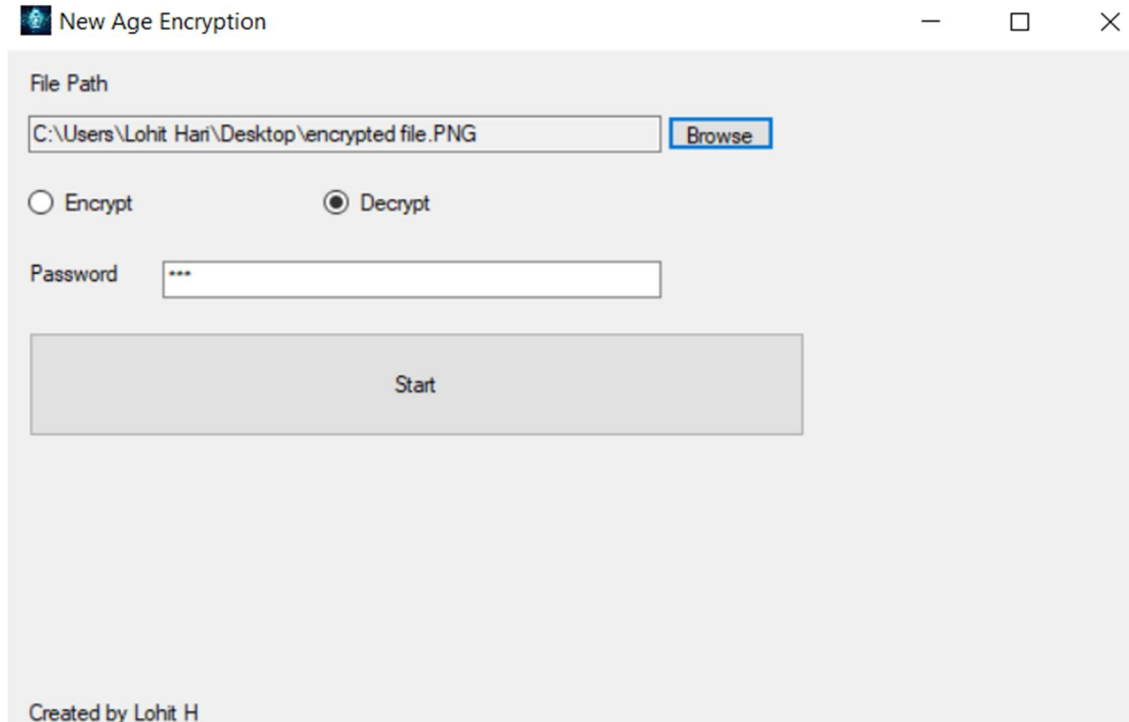 New Age Encryption
File Path
C:\Users\Lohit Hari\Desktop\encrypted file.PNG Browse
Encrypt Decrypt
Password ***
Start
Created by Lohit H